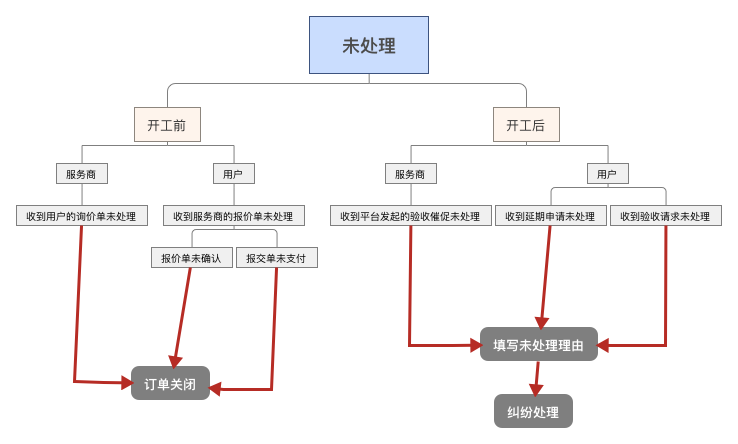 未处理
开工前
开工后
服务商
用户
服务商
用户
收到用户的询价单未处理
收到服务商的报价单未处理
收到平台发起的验收催促未处理
收到延期申请未处理
收到验收请求未处理
报价单未确认
报交单未支付
填写未处理理由
订单关闭
纠纷处理